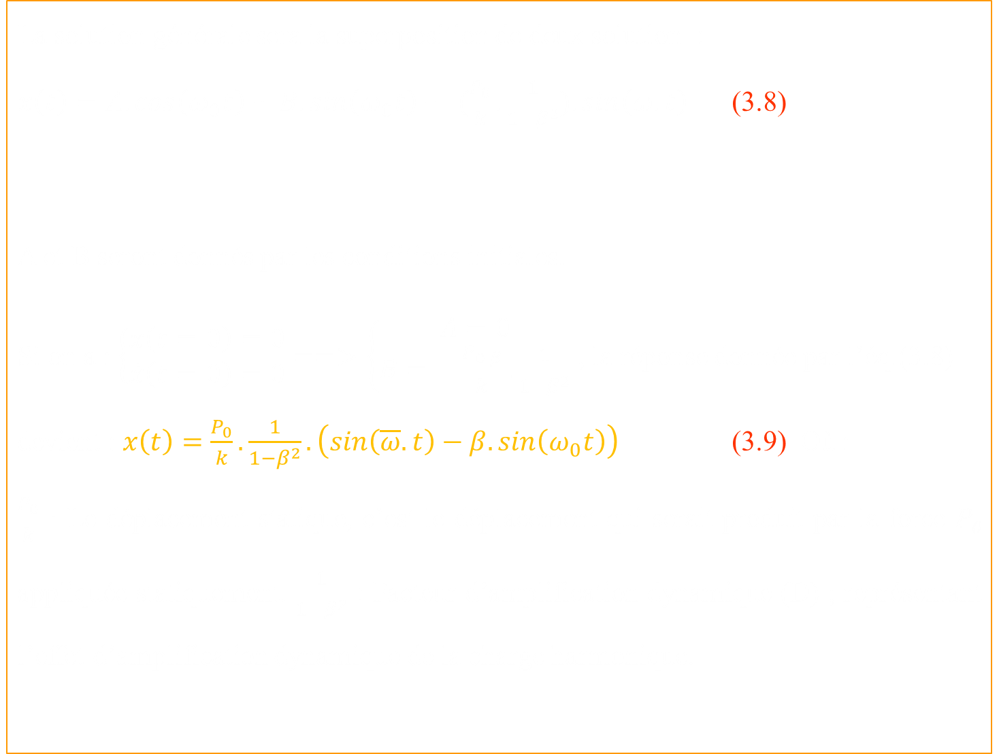 (3.8)
x(t) = P₀/k . 1/(1−β²) . (sin(ω̅. t) − β. sin(ω₀t)) (3.9)